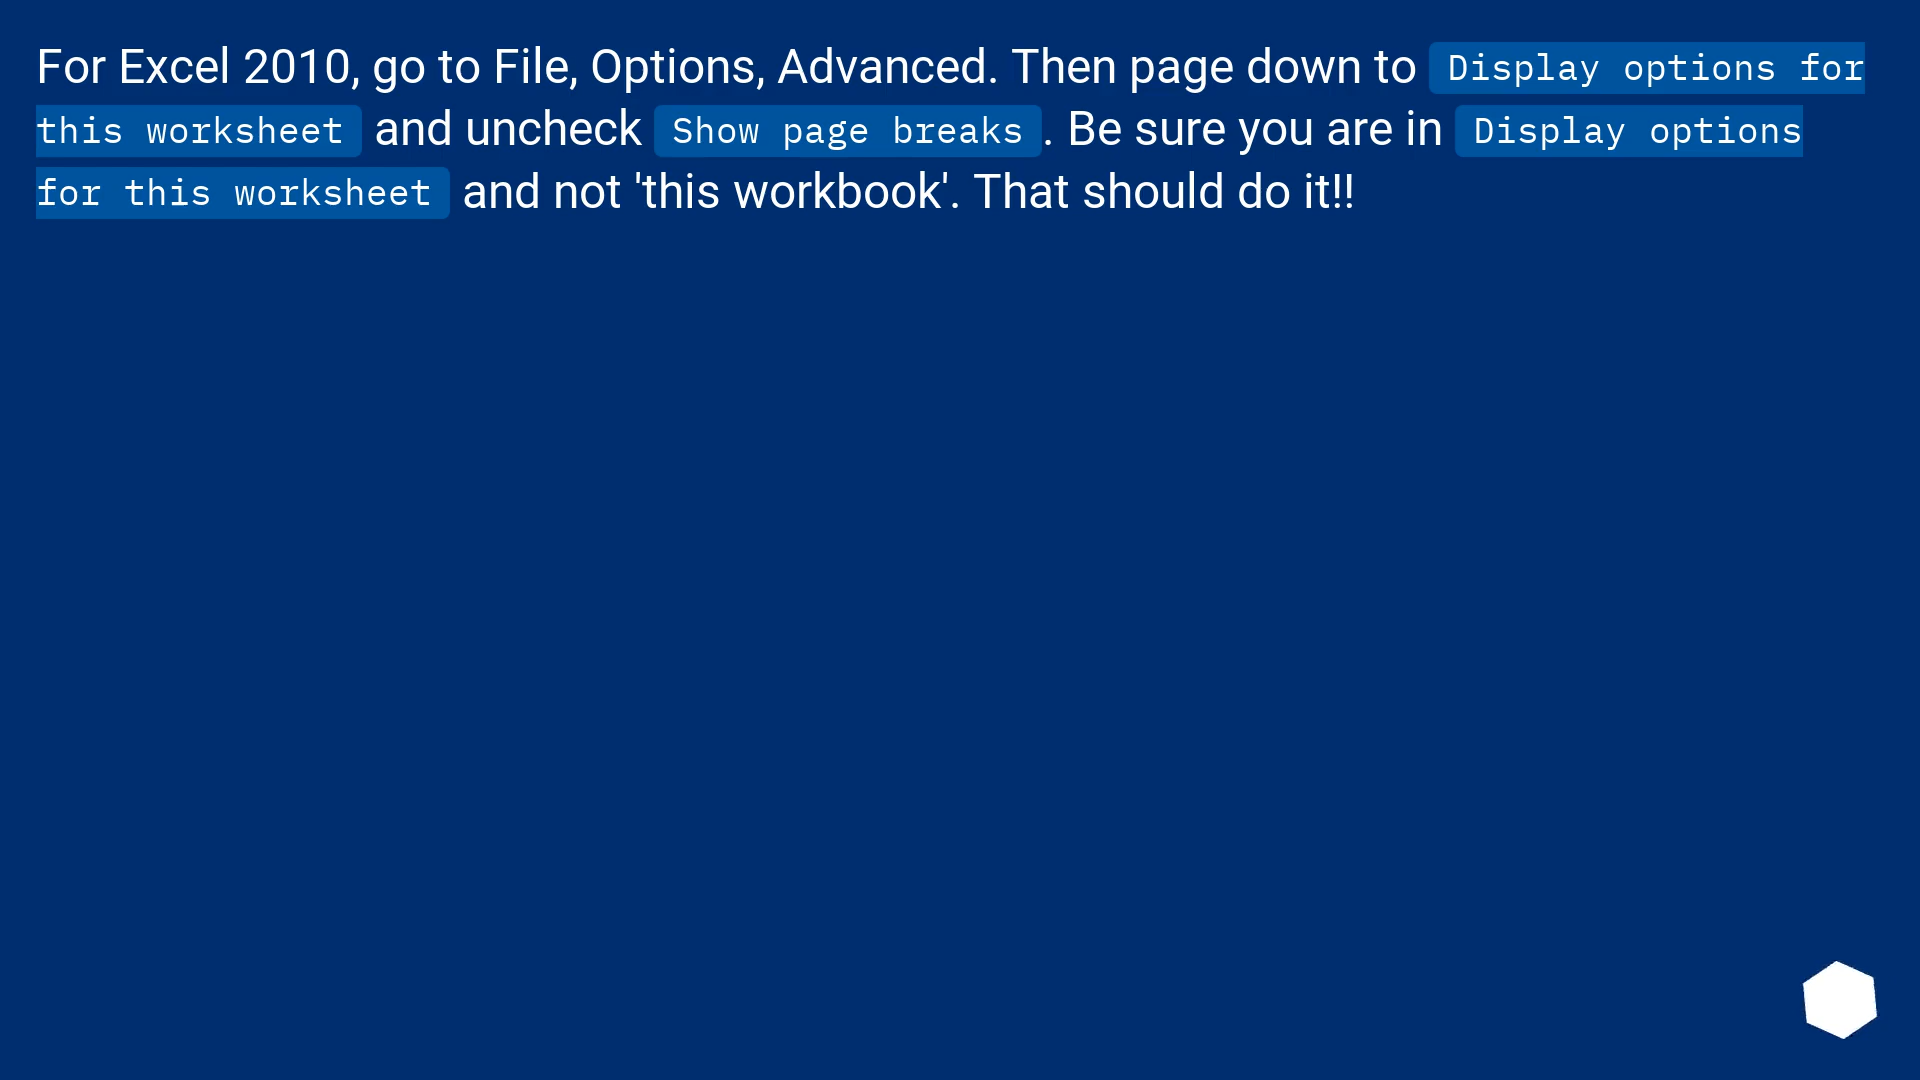 For Excel 2010, go to File, Options, Advanced. Then page down to Display options for
this worksheet and uncheck Show page breaks. Be sure you are in Display options
for this worksheet and not 'this workbook'. That should do it!!